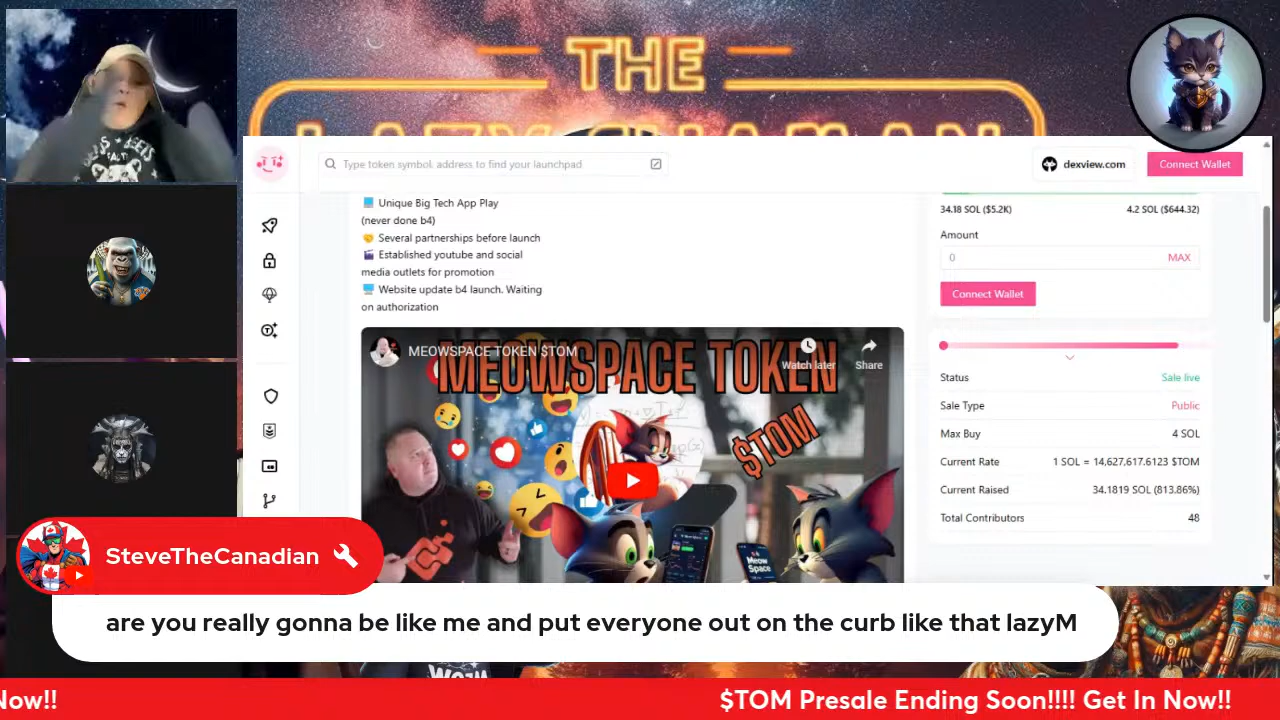 THE
LAZY SHAMAN
Type token symbol, address to find your launchpad
dexview.com
Connect Wallet
Unique Big Tech App Play
(never done b4)
Several partnerships before launch
Established youtube and social
media outlets for promotion
Website update b4 launch. Waiting
on authorization
34.18 SOL ($5.2K)
4.2 SOL ($644.32)
Amount
0
MAX
Connect Wallet
MEOWSPACE TOKEN $TOM
Watch later
Share
MEOWSPACE TOKEN
$TOM
Meow
Space
Status
Sale live
Sale Type
Public
Max Buy
4 SOL
Current Rate
1 SOL = 14,627,617.6123 $TOM
Current Raised
34.1819 SOL (813.86%)
Total Contributors
48
SteveTheCanadian
are you really gonna be like me and put everyone out on the curb like that lazyM
Now!!
$TOM Presale Ending Soon!!!! Get In Now!!